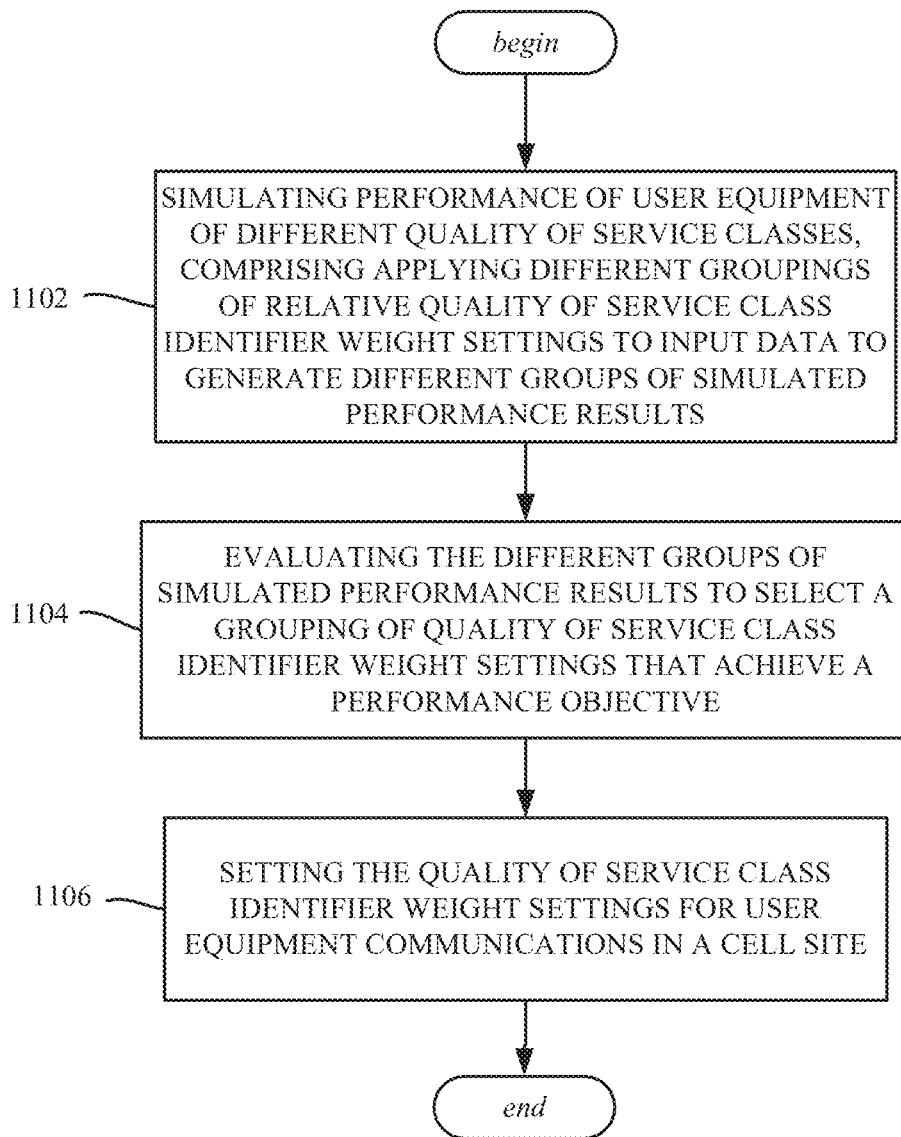 begin
1102
SIMULATING PERFORMANCE OF USER EQUIPMENT
OF DIFFERENT QUALITY OF SERVICE CLASSES,
COMPRISING APPLYING DIFFERENT GROUPINGS
OF RELATIVE QUALITY OF SERVICE CLASS
IDENTIFIER WEIGHT SETTINGS TO INPUT DATA TO
GENERATE DIFFERENT GROUPS OF SIMULATED
PERFORMANCE RESULTS
1104
EVALUATING THE DIFFERENT GROUPS OF
SIMULATED PERFORMANCE RESULTS TO SELECT A
GROUPING OF QUALITY OF SERVICE CLASS
IDENTIFIER WEIGHT SETTINGS THAT ACHIEVE A
PERFORMANCE OBJECTIVE
1106
SETTING THE QUALITY OF SERVICE CLASS
IDENTIFIER WEIGHT SETTINGS FOR USER
EQUIPMENT COMMUNICATIONS IN A CELL SITE
end